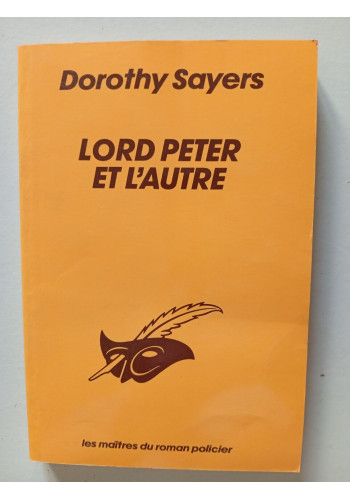 Dorothy Sayers
LORD PETER
ET L'AUTRE
les maîtres du roman policier